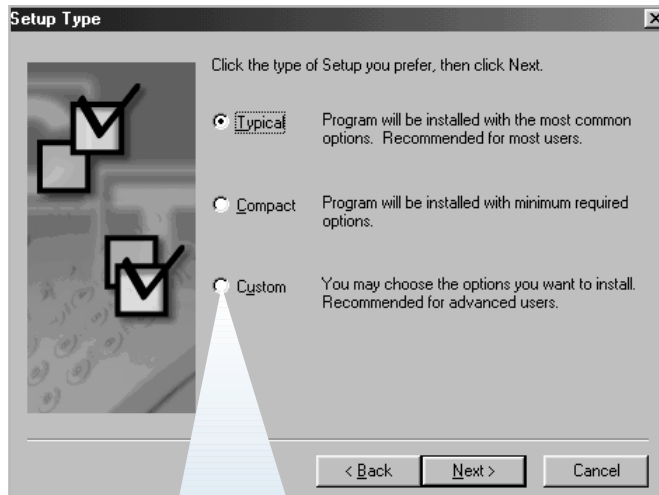 Setup Type
Click the type of Setup you prefer, then click Next.
Typical
Program will be installed with the most common
options. Recommended for most users.
Compact
Program will be installed with minimum required
options.
Custom
You may choose the options you want to install.
Recommended for advanced users.
< Back
Next >
Cancel